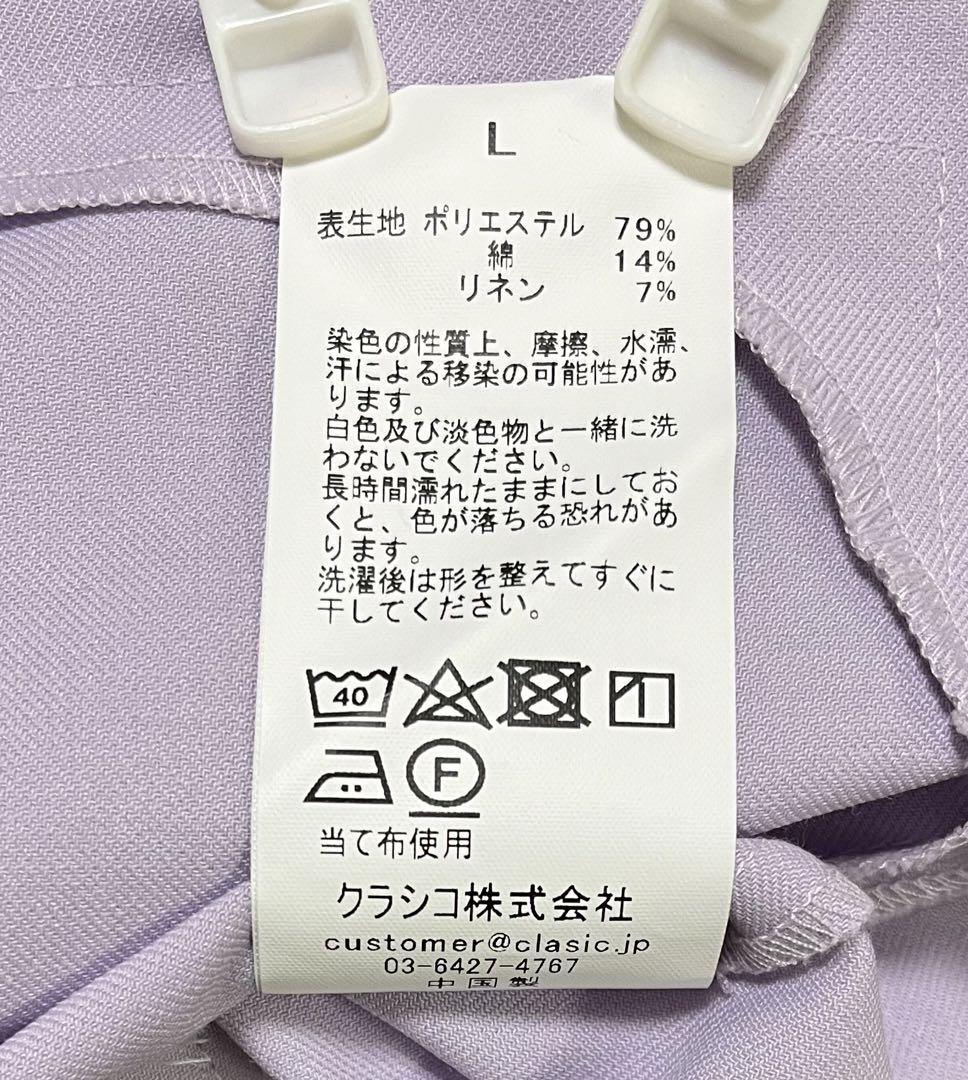 L
表生地 ポリエステル 79%
綿 14%
リネン 7%
染色の性質上、摩擦、水濡、
汗による移染の可能性があ
ります。
白色及び淡色物と一緒に洗
わないでください。
長時間濡れたままにしてお
くと、色が落ちる恐れがあ
ります。
洗濯後は形を整えてすぐに
干してください。
40
F
当て布使用
クラシコ株式会社
customer@clasic.jp
03-6427-4767
中国製